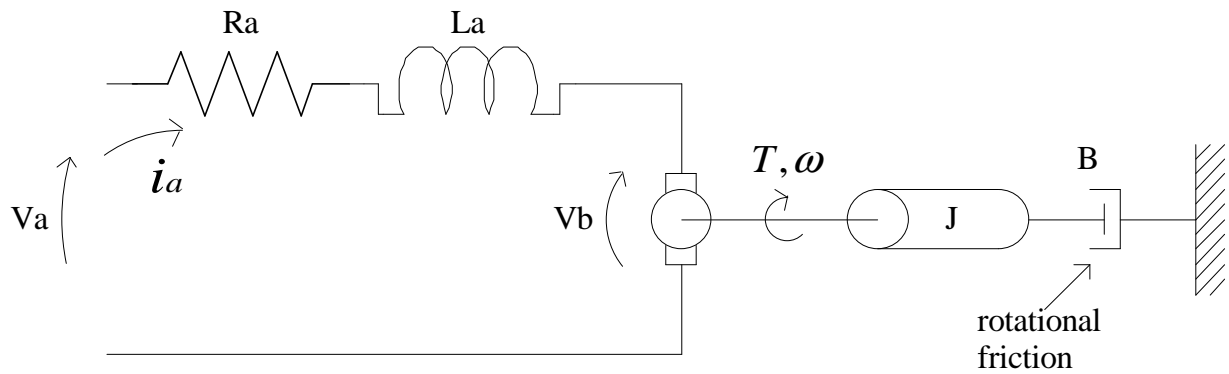 Ra
La
ia
Va
Vb
T, ω
J
B
rotational
friction